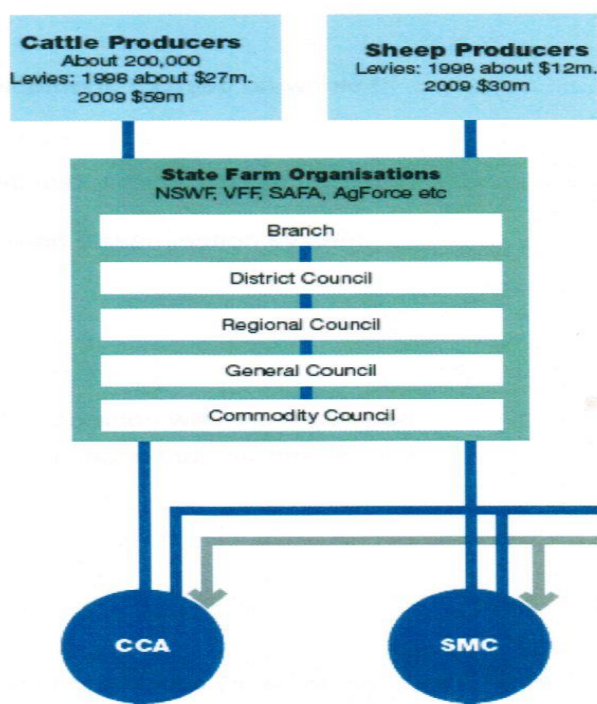 Cattle Producers
About 200,000
Levies: 1998 about $27m.
2009 $59m
Sheep Producers
Levies: 1998 about $12m.
2009 $30m
State Farm Organisations
NSWF, VFF, SAFA, AgForce etc
Branch
District Council
Regional Council
General Council
Commodity Council
CCA
SMC